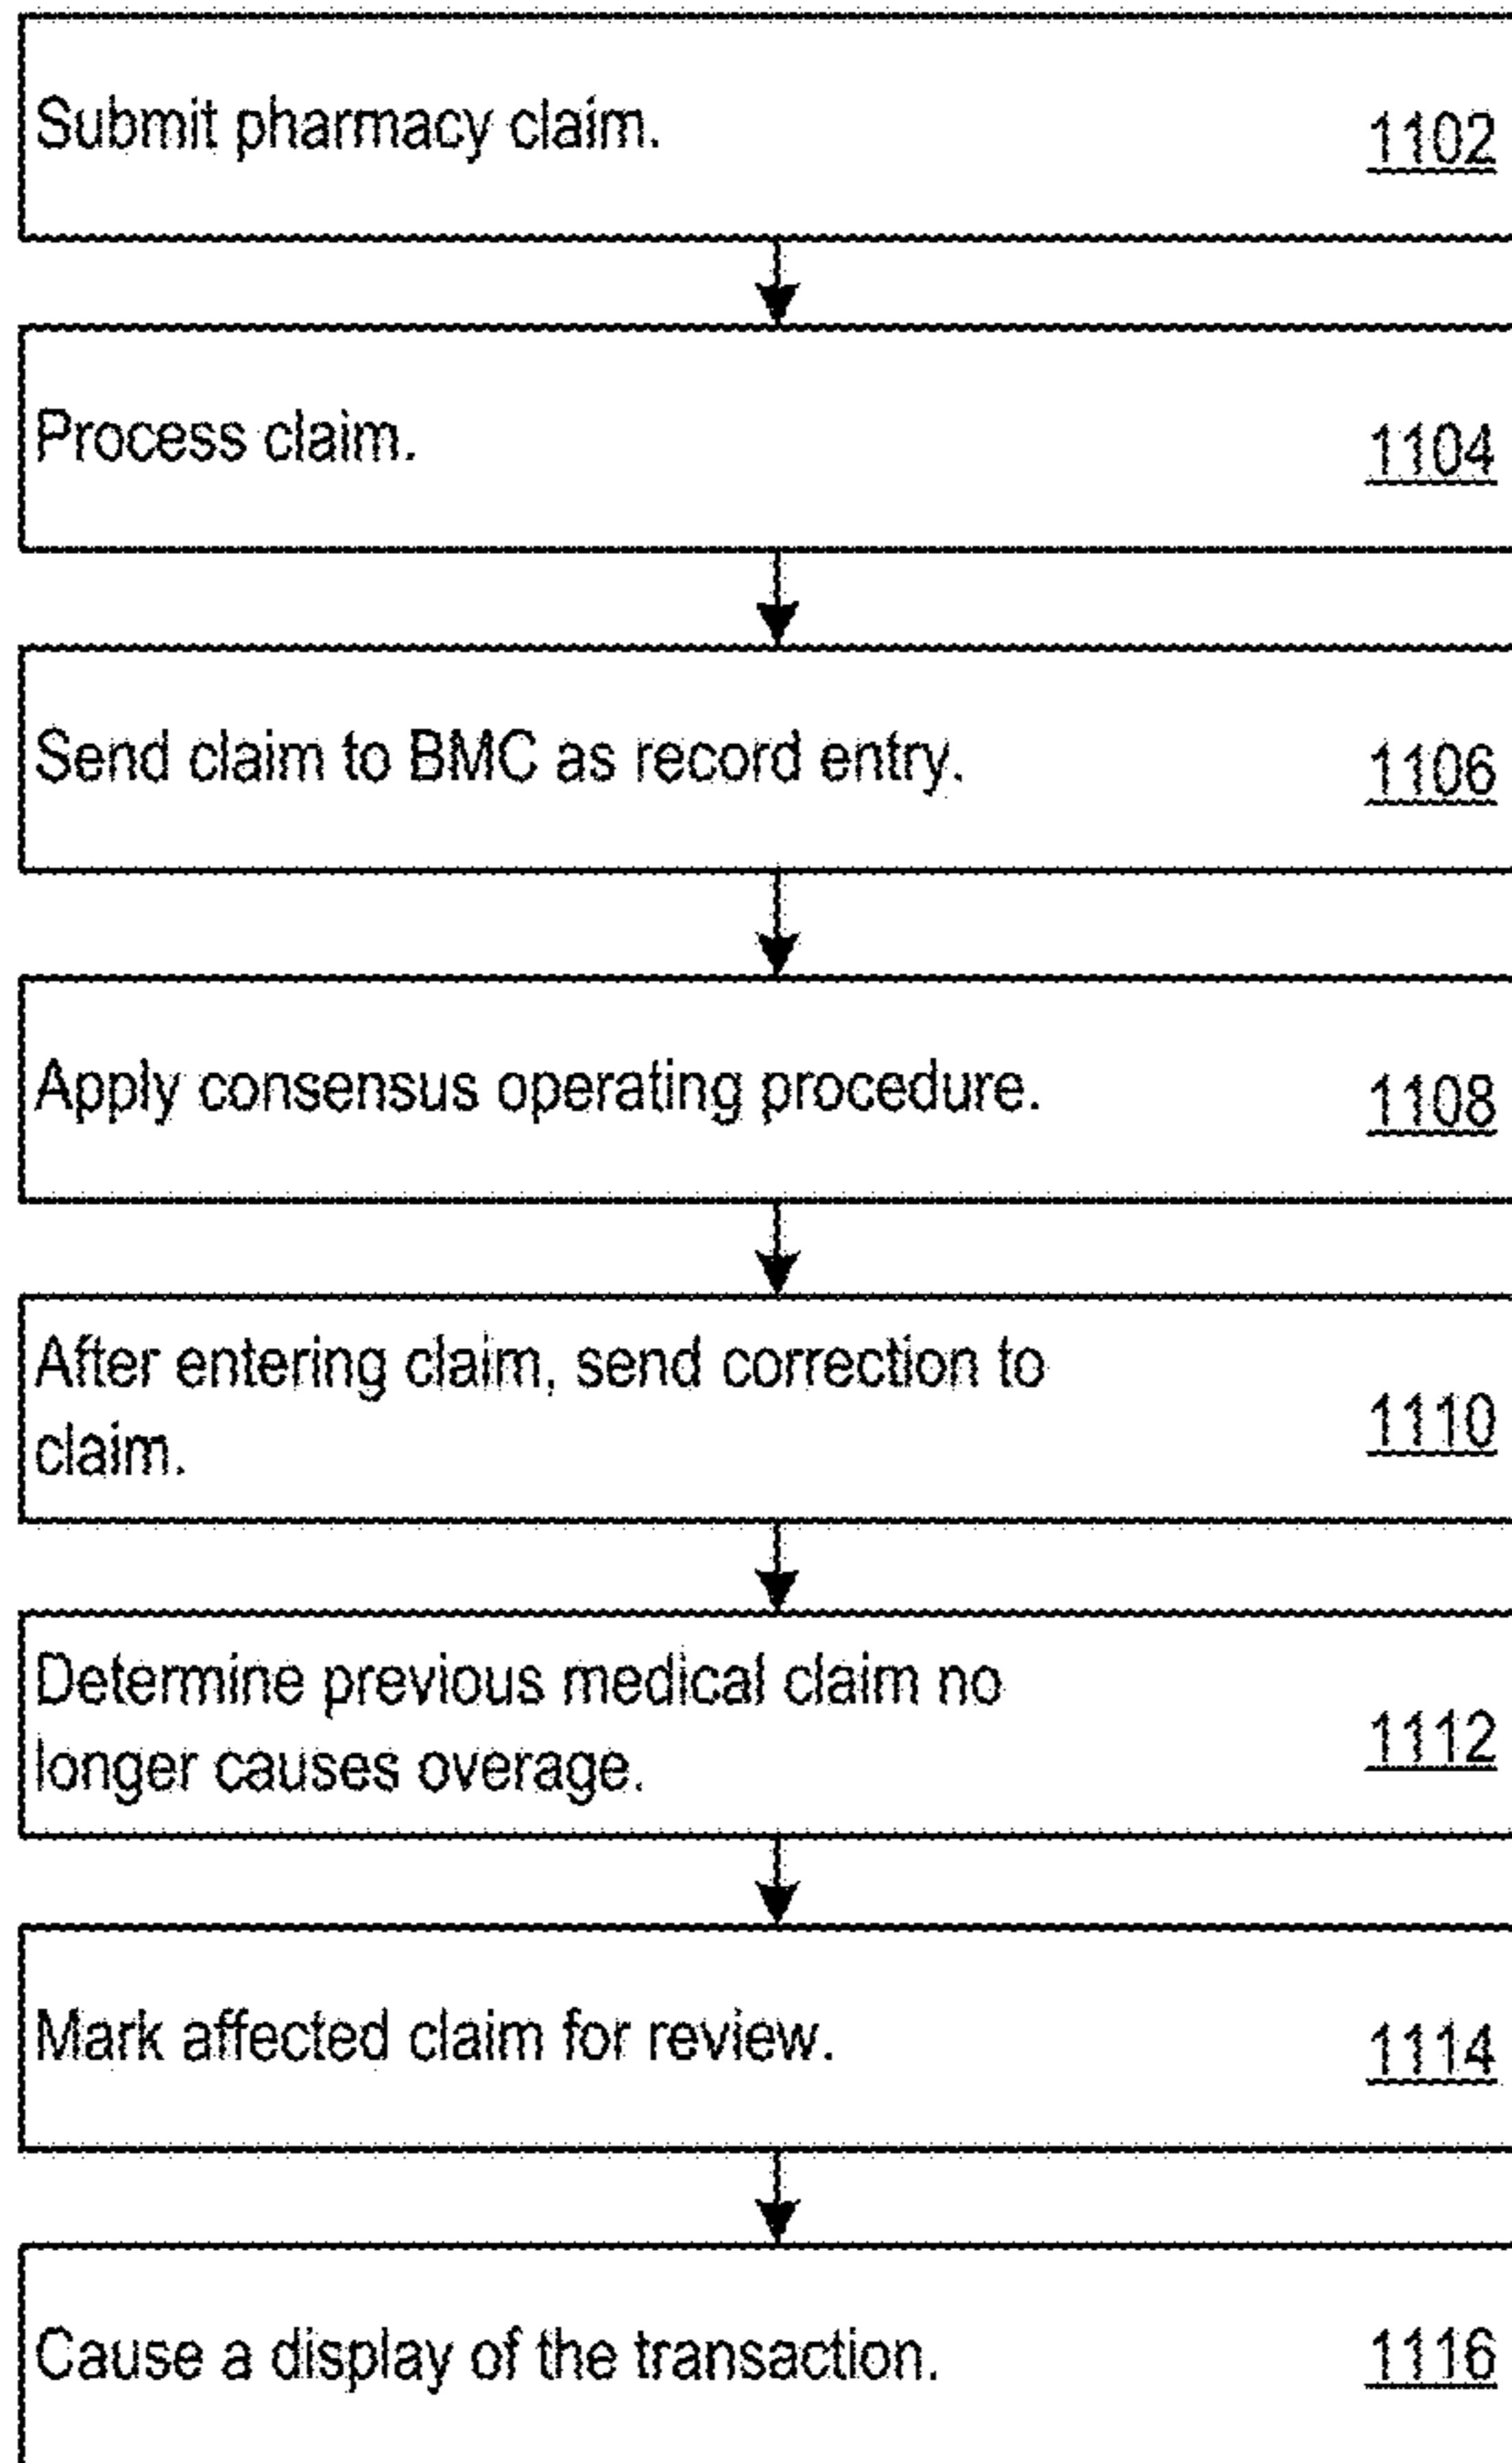 Submit pharmacy claim. 1102
Process claim. 1104
Send claim to BMC as record entry. 1106
Apply consensus operating procedure. 1108
After entering claim, send correction to
claim. 1110
Determine previous medical claim no
longer causes overage. 1112
Mark affected claim for review. 1114
Cause a display of the transaction. 1116